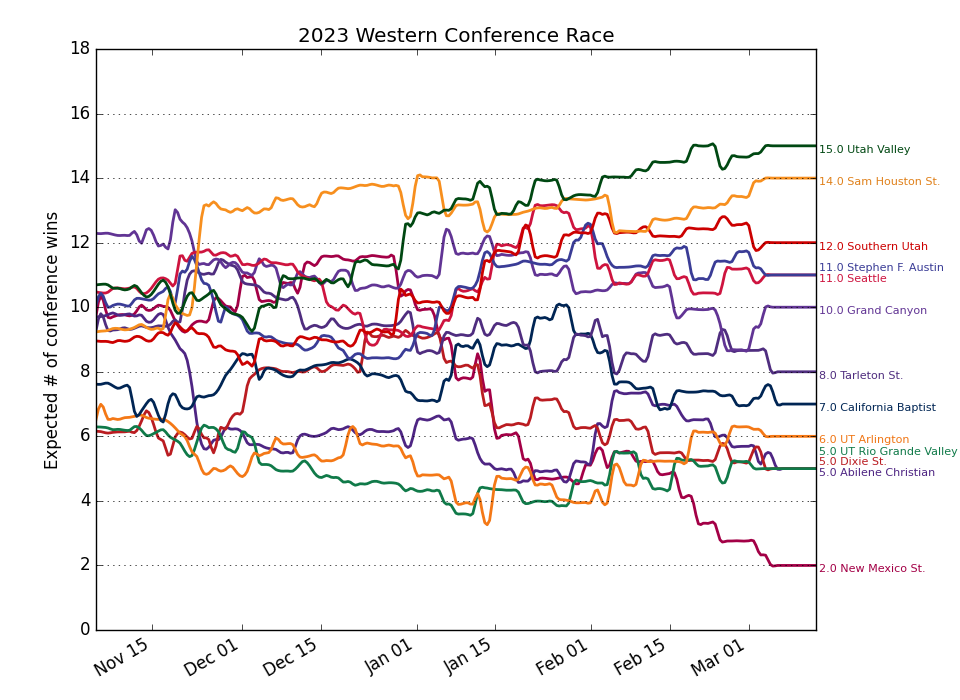 2023 Western Conference Race
Expected # of conference wins
18
16
14
12
10
8
6
4
2
0
Nov 15
Dec 01
Dec 15
Jan 01
Jan 15
Feb 01
Feb 15
Mar 01
15.0 Utah Valley
14.0 Sam Houston St.
12.0 Southern Utah
11.0 Stephen F. Austin
11.0 Seattle
10.0 Grand Canyon
8.0 Tarleton St.
7.0 California Baptist
6.0 UT Arlington
5.0 UT Rio Grande Valley
5.0 Dixie St.
5.0 Abilene Christian
2.0 New Mexico St.